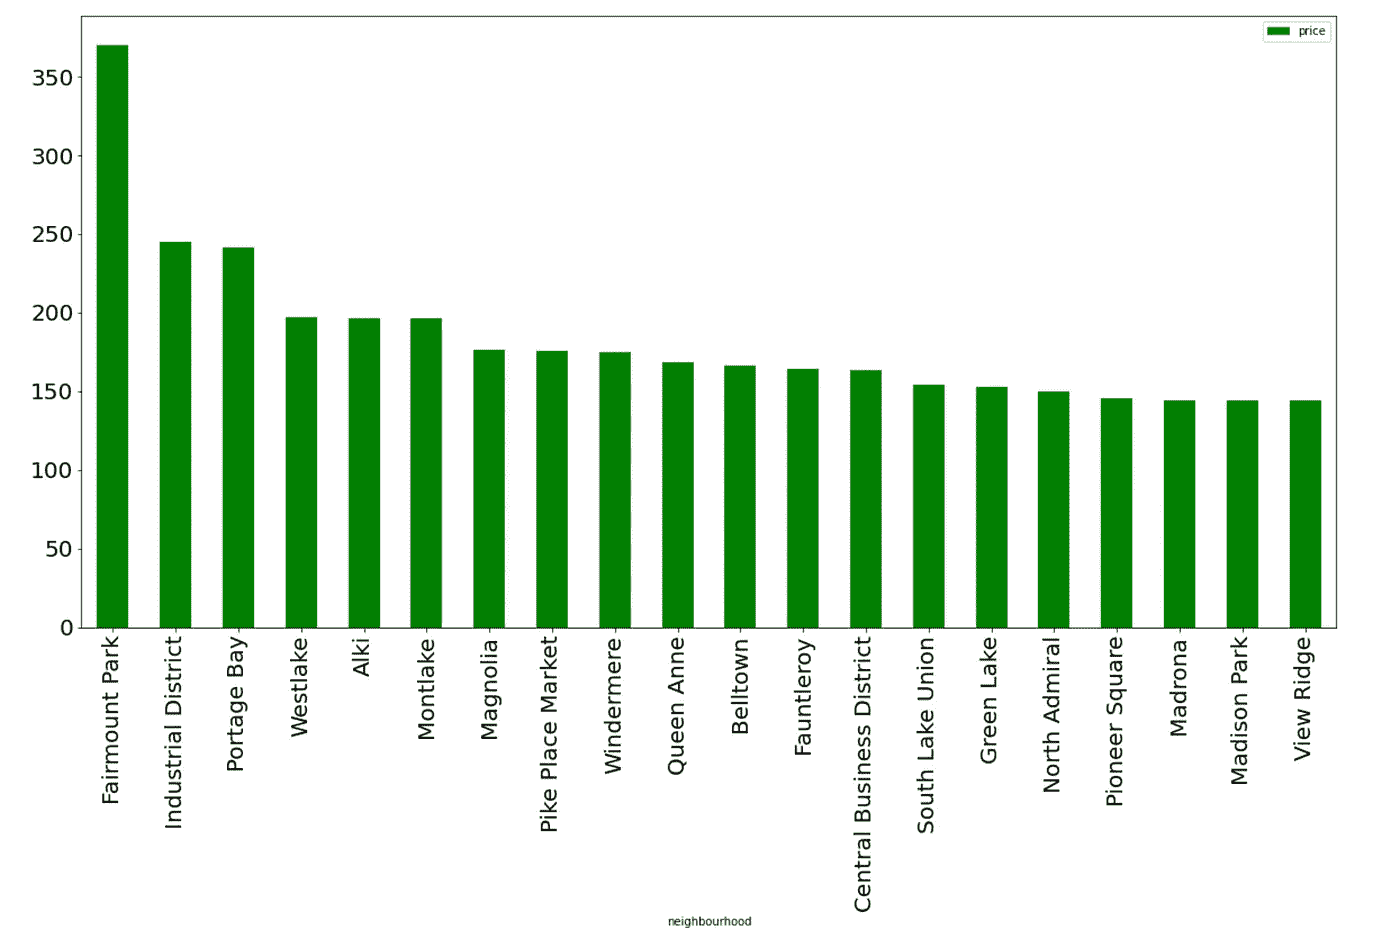 price
350
300
250
200
150
100
50
0
Fairmount Park
Industrial District
Portage Bay
Westlake
Alki
Montlake
Magnolia
Pike Place Market
Windermere
Queen Anne
Belltown
Fauntleroy
Central Business District
South Lake Union
Green Lake
North Admiral
Pioneer Square
Madrona
Madison Park
View Ridge
neighbourhood